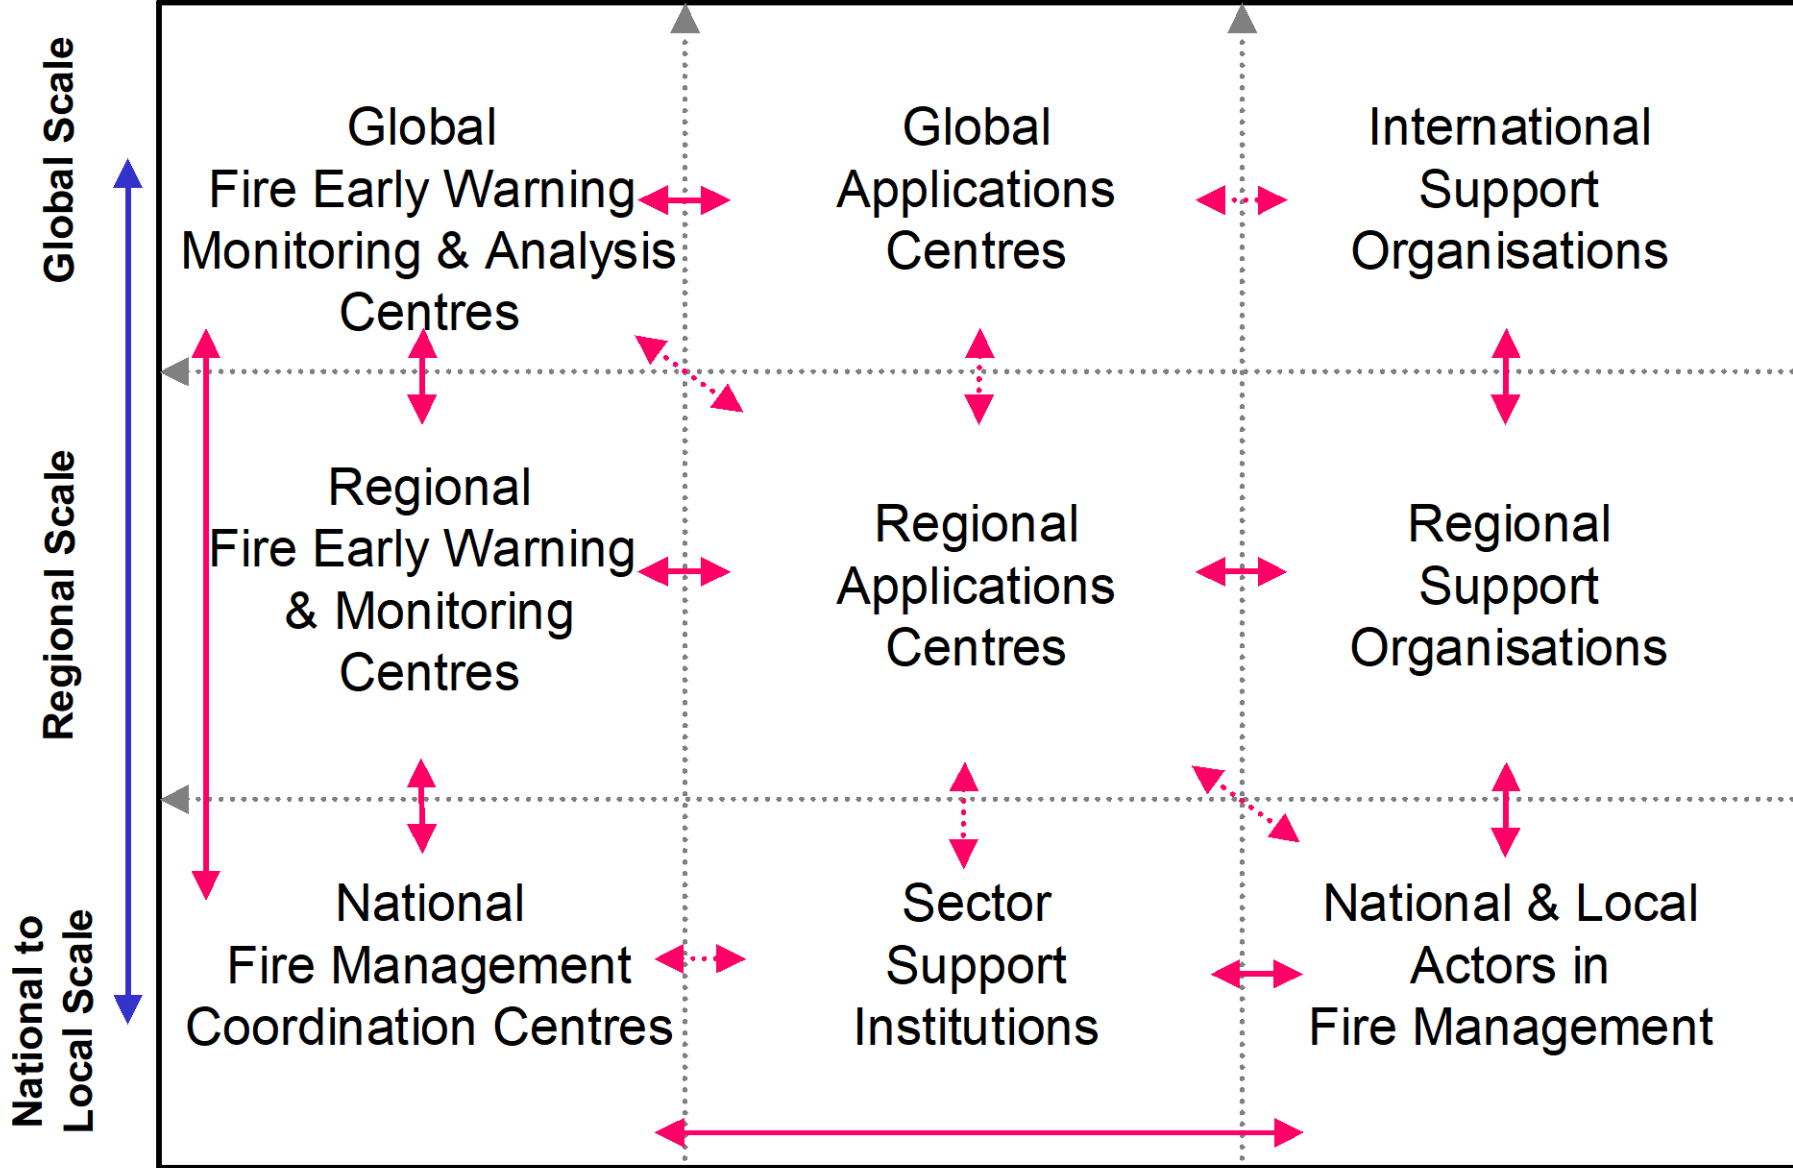 Global Scale
Global
Fire Early Warning
Monitoring & Analysis
Centres
Global
Applications
Centres
International
Support
Organisations
Regional Scale
Regional
Fire Early Warning
& Monitoring
Centres
Regional
Applications
Centres
Regional
Support
Organisations
National to
Local Scale
National
Fire Management
Coordination Centres
Sector
Support
Institutions
National & Local
Actors in
Fire Management